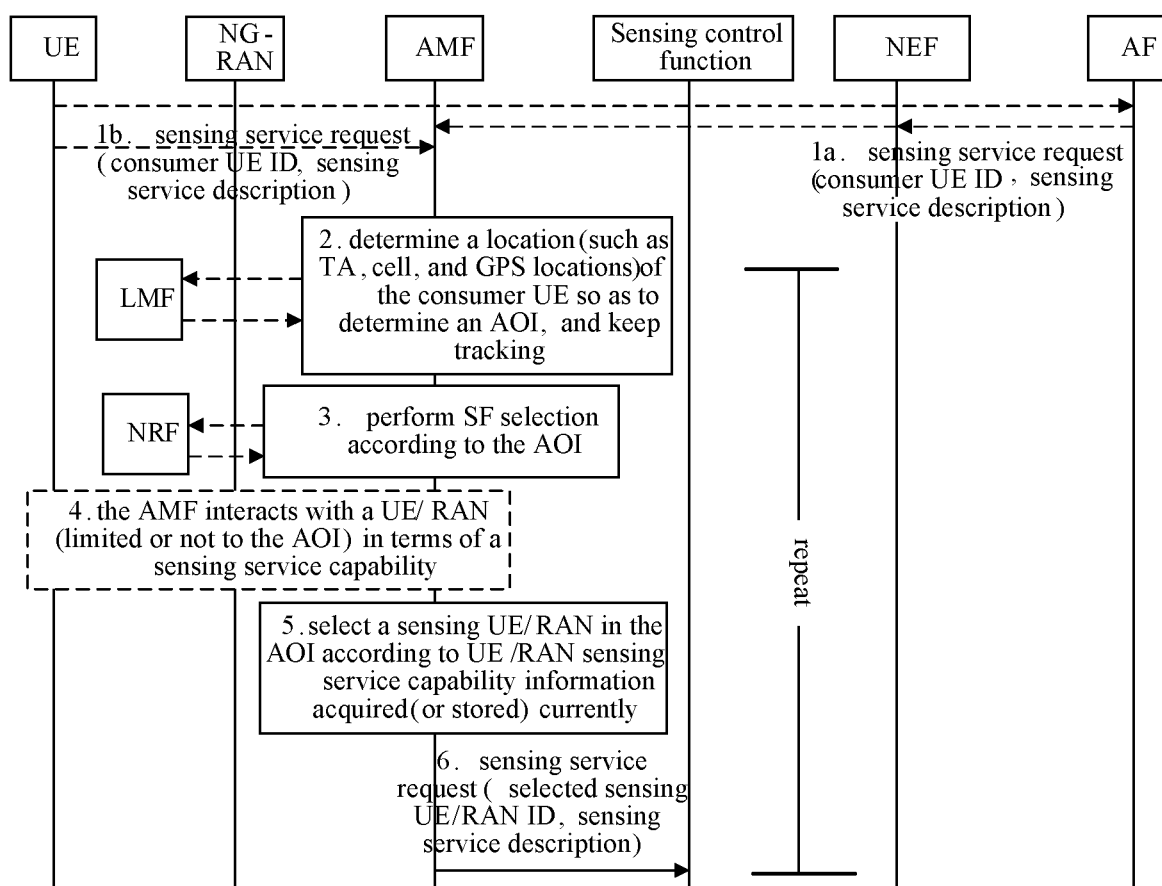 UE
NG-
RAN
AMF
Sensing control
function
NEF
AF
1b. sensing service request
(consumer UE ID, sensing
service description)
1a. sensing service request
(consumer UE ID, sensing
service description)
2. determine a location(such as
TA, cell, and GPS locations)of
the consumer UE so as to
determine an AOI, and keep
tracking
LMF
3. perform SF selection
according to the AOI
NRF
4. the AMF interacts with a UE/ RAN
(limited or not to the AOI) in terms of a
sensing service capability
repeat
5. select a sensing UE/RAN in the
AOI according to UE /RAN sensing
service capability information
acquired(or stored) currently
6. sensing service
request( selected sensing
UE/RAN ID, sensing
service description)